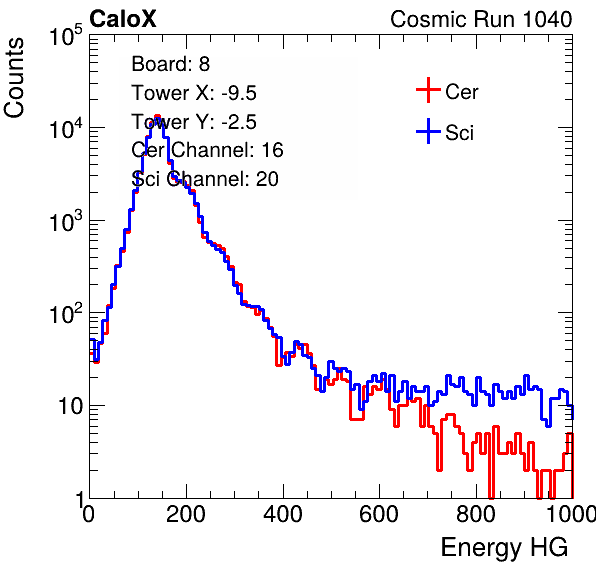 CaloX Cosmic Run 1040
Counts
10^5
10^4
10^3
10^2
10
1
Board: 8
Tower X: -9.5
Tower Y: -2.5
Cer Channel: 16
Sci Channel: 20
Cer
Sci
0 200 400 600 800 1000
Energy HG